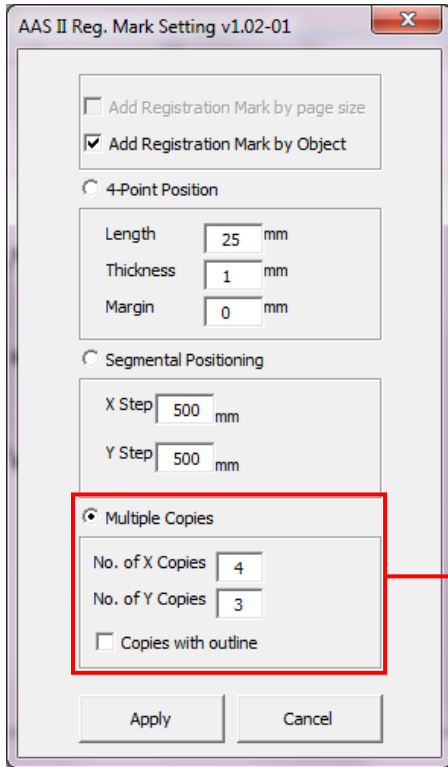 AAS II Reg. Mark Setting v1.02-01
Add Registration Mark by page size
Add Registration Mark by Object
4-Point Position
Length 25 mm
Thickness 1 mm
Margin 0 mm
Segmental Positioning
X Step 500 mm
Y Step 500 mm
Multiple Copies
No. of X Copies 4
No. of Y Copies 3
Copies with outline
Apply Cancel